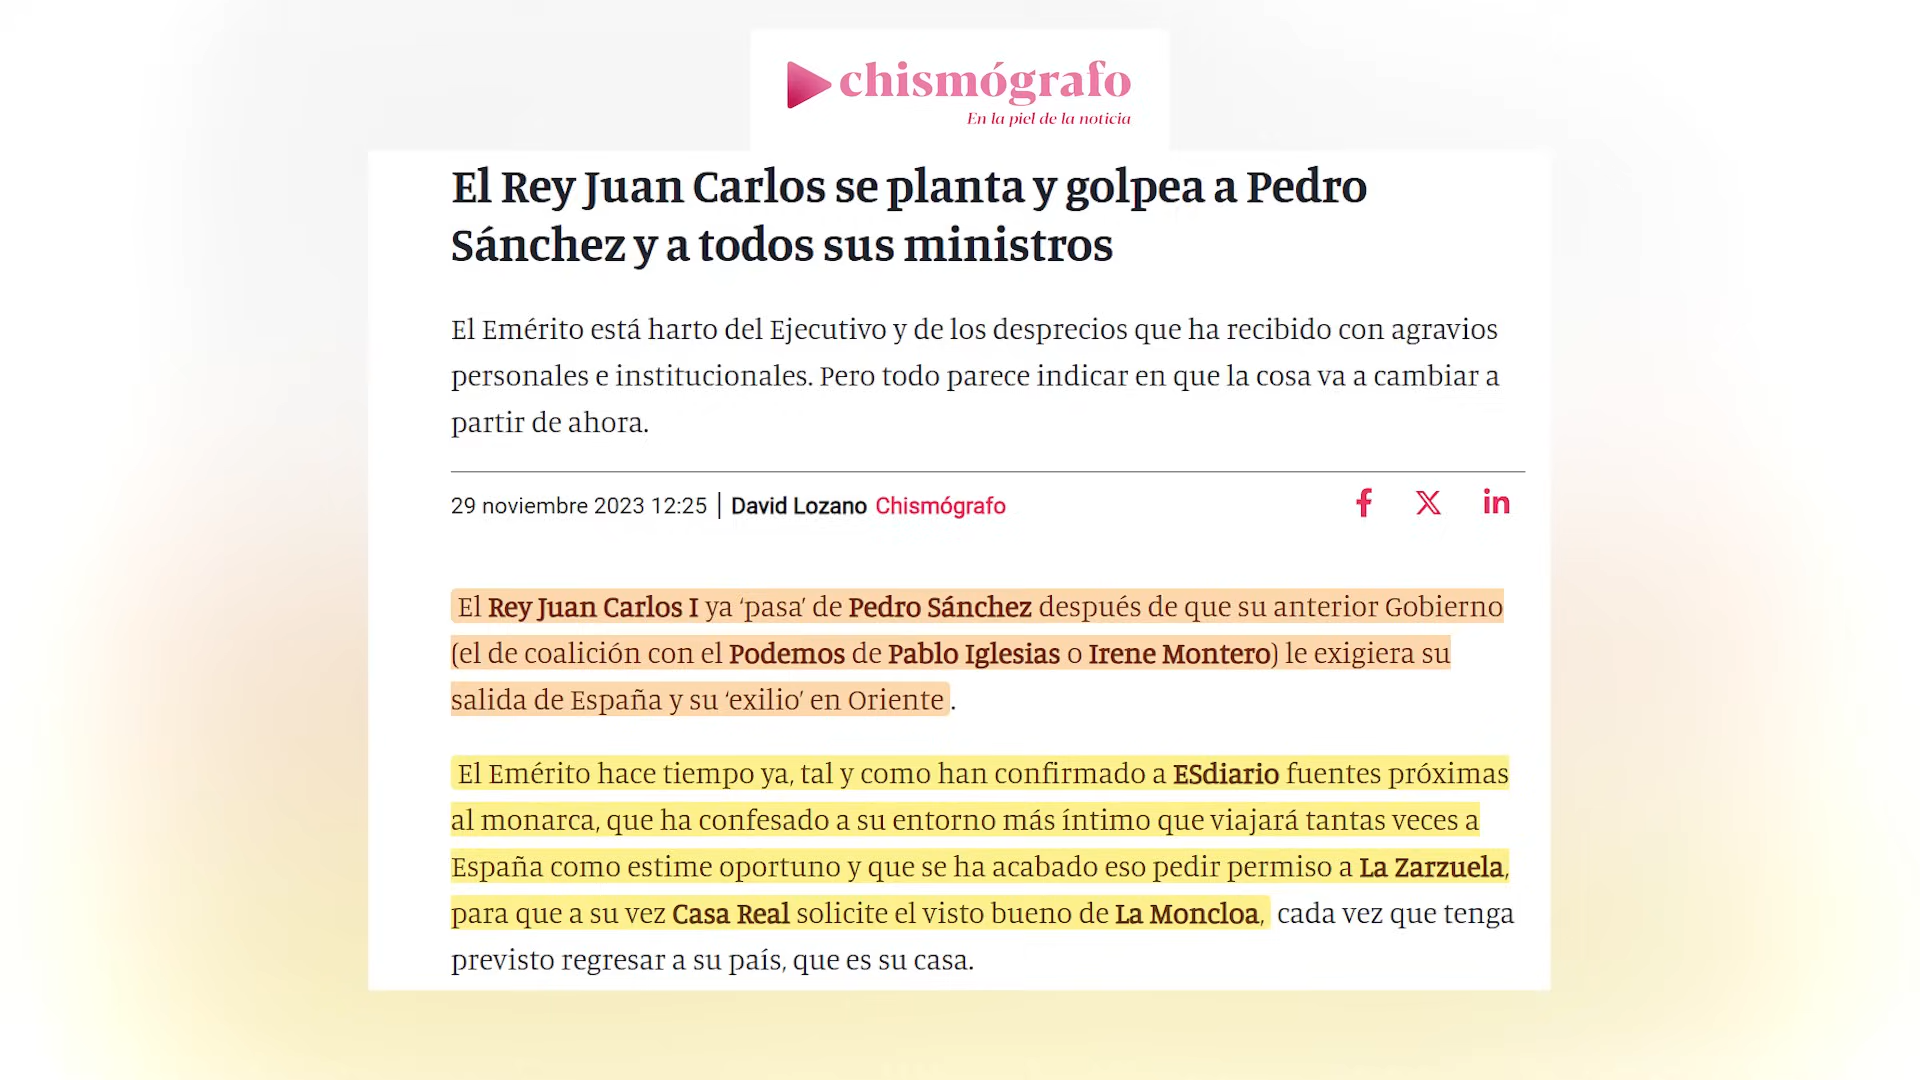 chismógrafo
En la piel de la noticia
El Rey Juan Carlos se planta y golpea a Pedro
Sánchez y a todos sus ministros
El Emérito está harto del Ejecutivo y de los desprecios que ha recibido con agravios
personales e institucionales. Pero todo parece indicar en que la cosa va a cambiar a
partir de ahora.
29 noviembre 2023 12:25 | David Lozano Chismógrafo
El Rey Juan Carlos I ya ‘pasa’ de Pedro Sánchez después de que su anterior Gobierno
(el de coalición con el Podemos de Pablo Iglesias o Irene Montero) le exigiera su
salida de España y su ‘exilio’ en Oriente.
El Emérito hace tiempo ya, tal y como han confirmado a ESdiario fuentes próximas
al monarca, que ha confesado a su entorno más íntimo que viajará tantas veces a
España como estime oportuno y que se ha acabado eso pedir permiso a La Zarzuela,
para que a su vez Casa Real solicite el visto bueno de La Moncloa, cada vez que tenga
previsto regresar a su país, que es su casa.